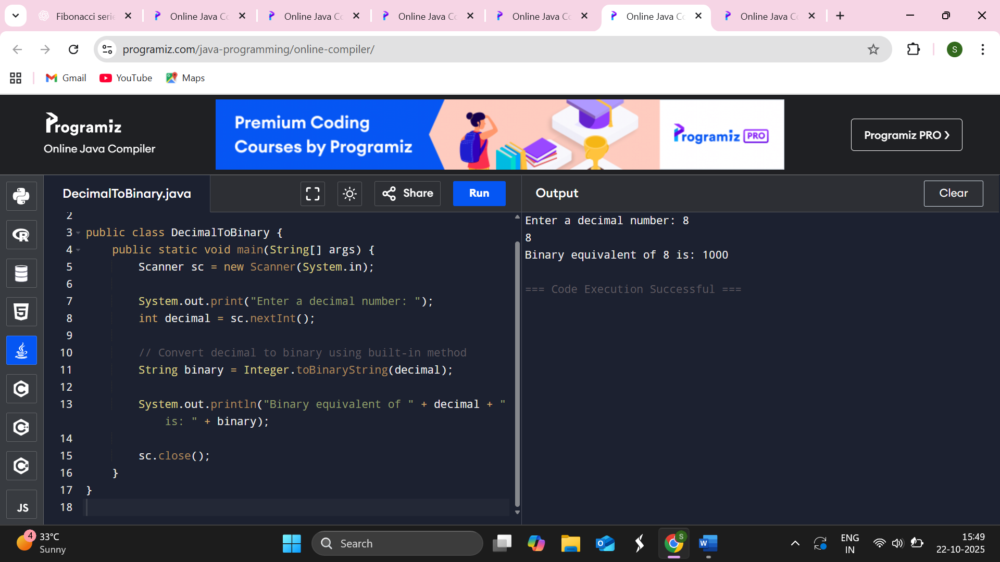 Fibonacci serie
Online Java Co
Online Java Co
Online Java Co
Online Java Co
Online Java Co
Online Java Co
programiz.com/java-programming/online-compiler/
S
Gmail
YouTube
Maps
Programiz
Online Java Compiler
Premium Coding
Courses by Programiz
Programiz PRO
Programiz PRO ❯
DecimalToBinary.java
Share
Run
Output
Clear
2
3 public class DecimalToBinary {
4 public static void main(String[] args) {
5 Scanner sc = new Scanner(System.in);
6
7 System.out.print("Enter a decimal number: ");
8 int decimal = sc.nextInt();
9
10 // Convert decimal to binary using built-in method
11 String binary = Integer.toBinaryString(decimal);
12
13 System.out.println("Binary equivalent of " + decimal + "
is: " + binary);
14
15 sc.close();
16 }
17 }
18
Enter a decimal number: 8
8
Binary equivalent of 8 is: 1000
=== Code Execution Successful ===
JS
4
33°C
Sunny
Search
S
ENG
IN
15:49
22-10-2025